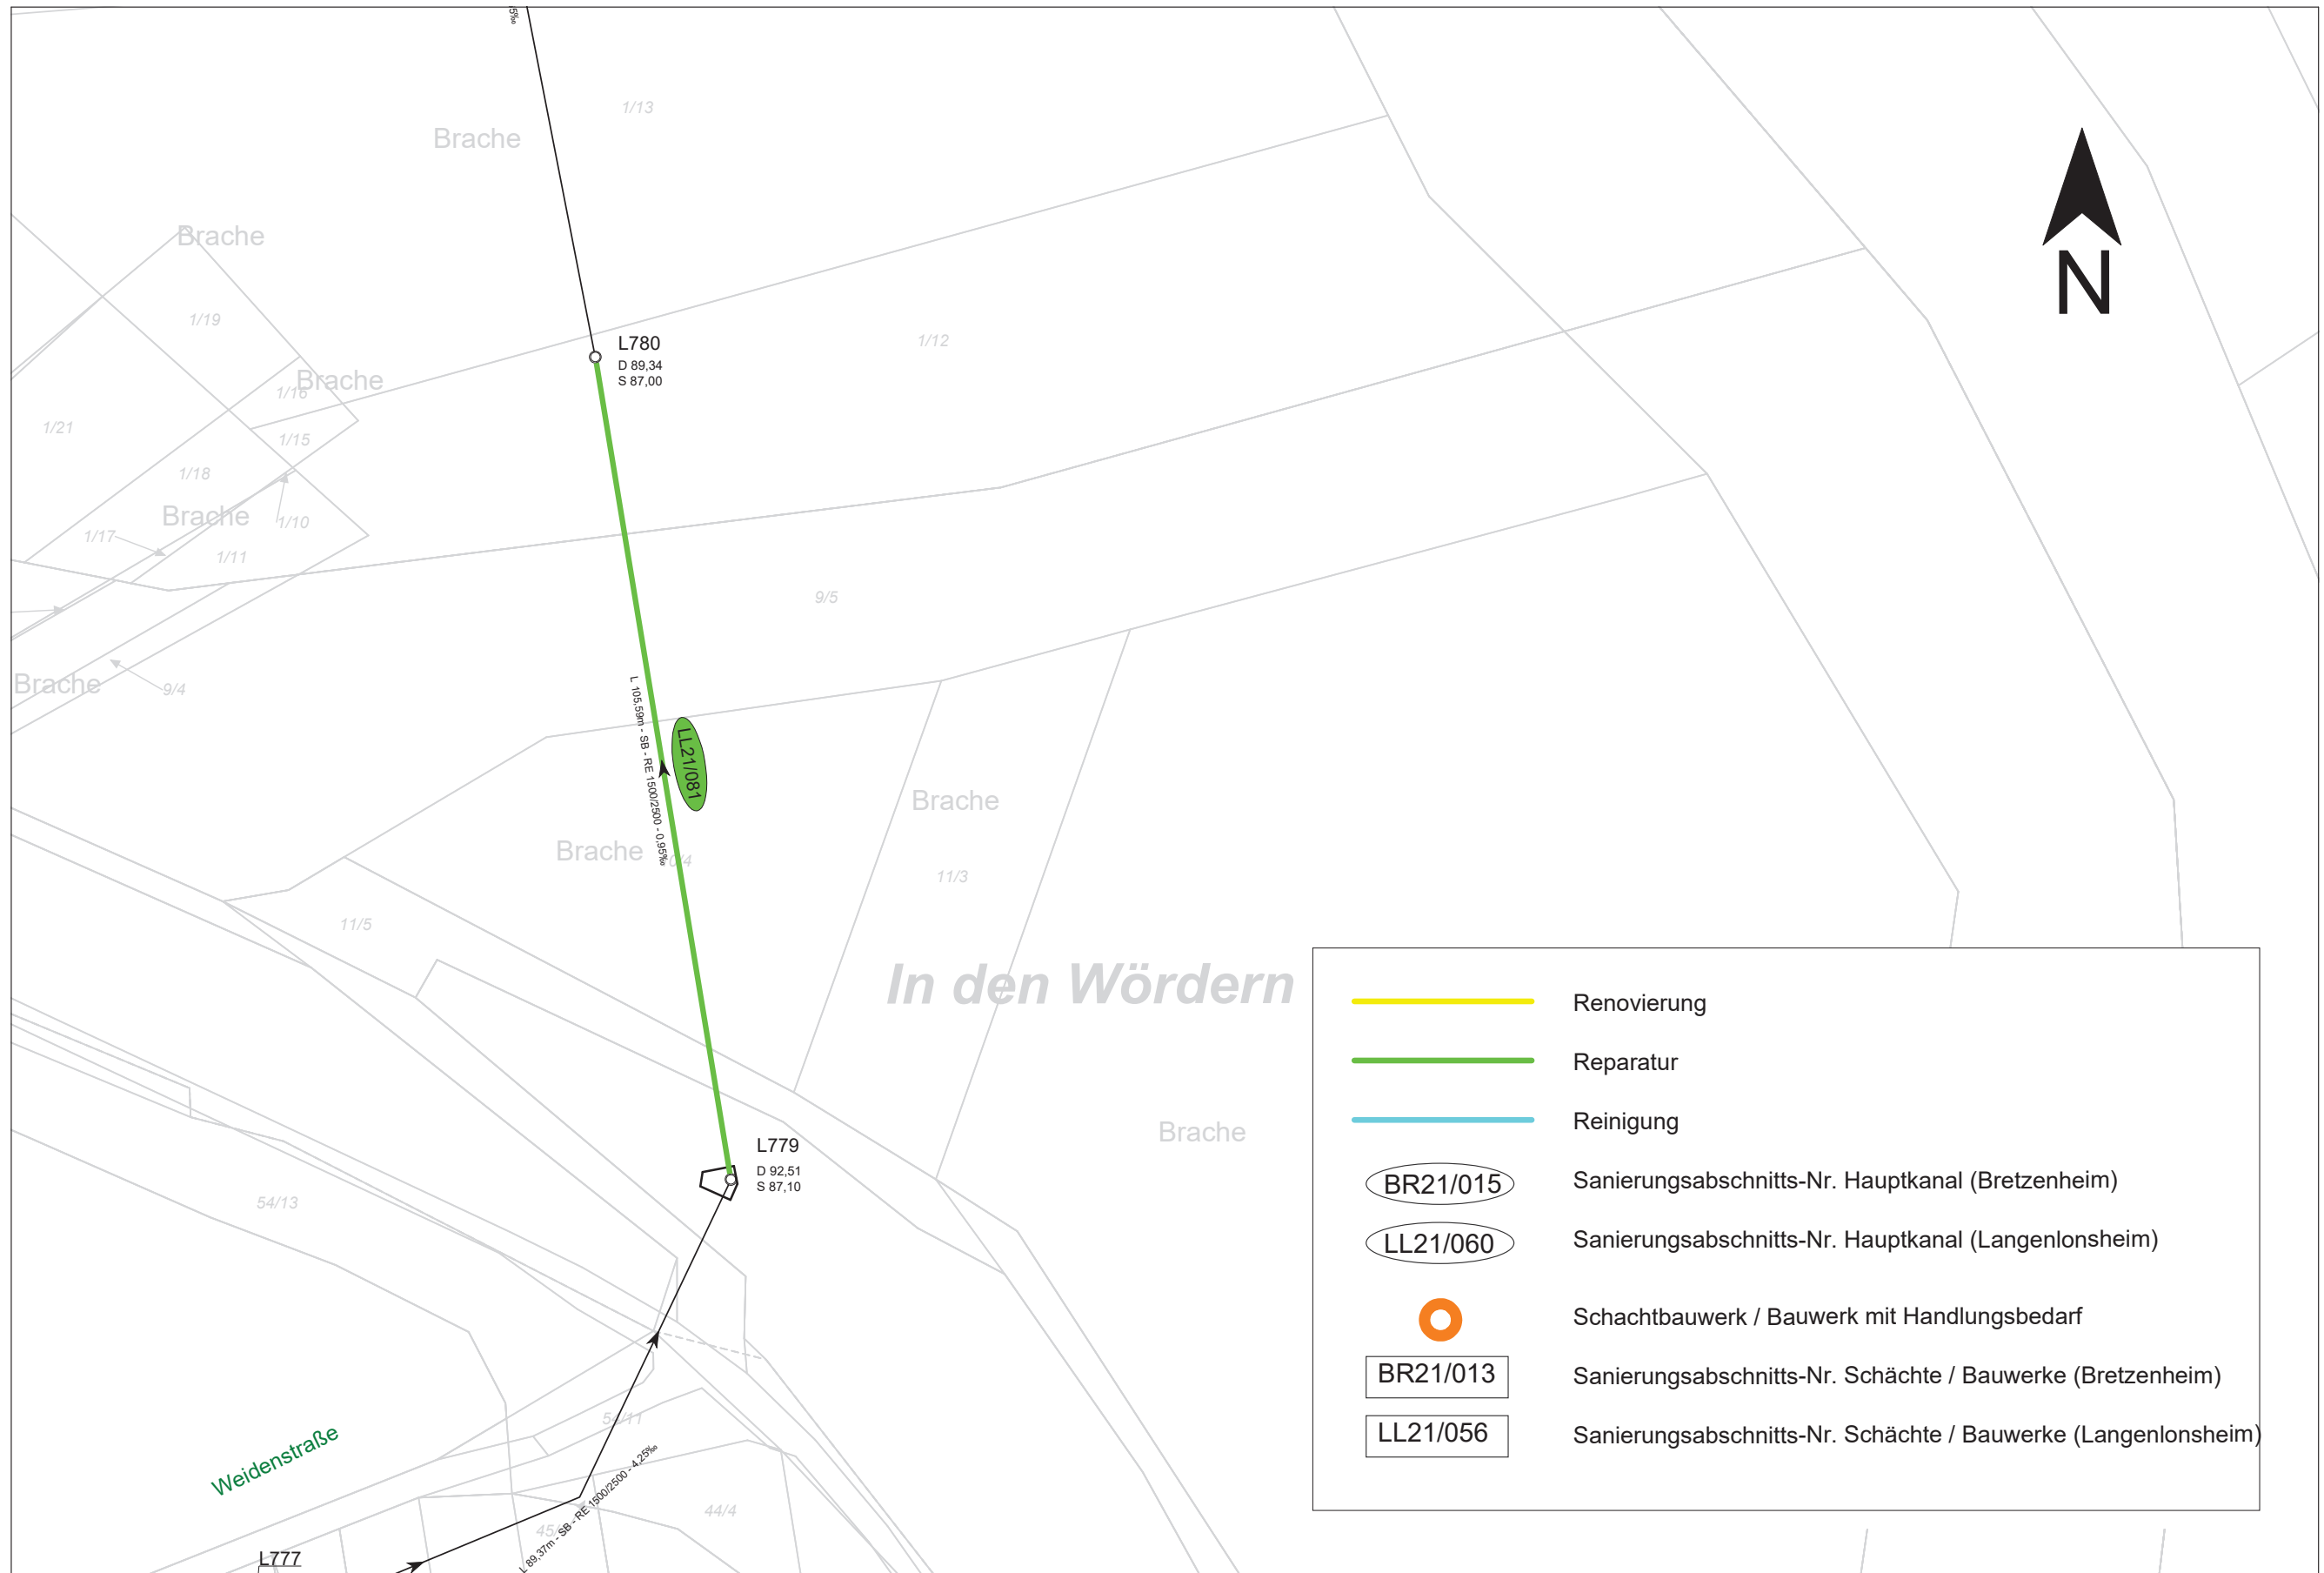 5‰
1/13
Brache
Brache
1/19
L780
D 89,34
S 87,00
1/12
N
Brache
1/16
1/21
1/15
1/18
Brache
1/10
1/17
1/11
9/5
Brache
9/4
L 105,59m - SB - RE 1500/2500 - 0,95‰
LL21/081
Brache
Brache
11/3
11/5
In den Wördern
L779
D 92,51
S 87,10
Brache
54/13
54/11
Weidenstraße
L 89,37m - SB - RE 1500/2500 - 4,25‰
44/4
L777
Renovierung
Reparatur
Reinigung
BR21/015 Sanierungsabschnitts-Nr. Hauptkanal (Bretzenheim)
LL21/060 Sanierungsabschnitts-Nr. Hauptkanal (Langenlonsheim)
Schachtbauwerk / Bauwerk mit Handlungsbedarf
BR21/013 Sanierungsabschnitts-Nr. Schächte / Bauwerke (Bretzenheim)
LL21/056 Sanierungsabschnitts-Nr. Schächte / Bauwerke (Langenlonsheim)